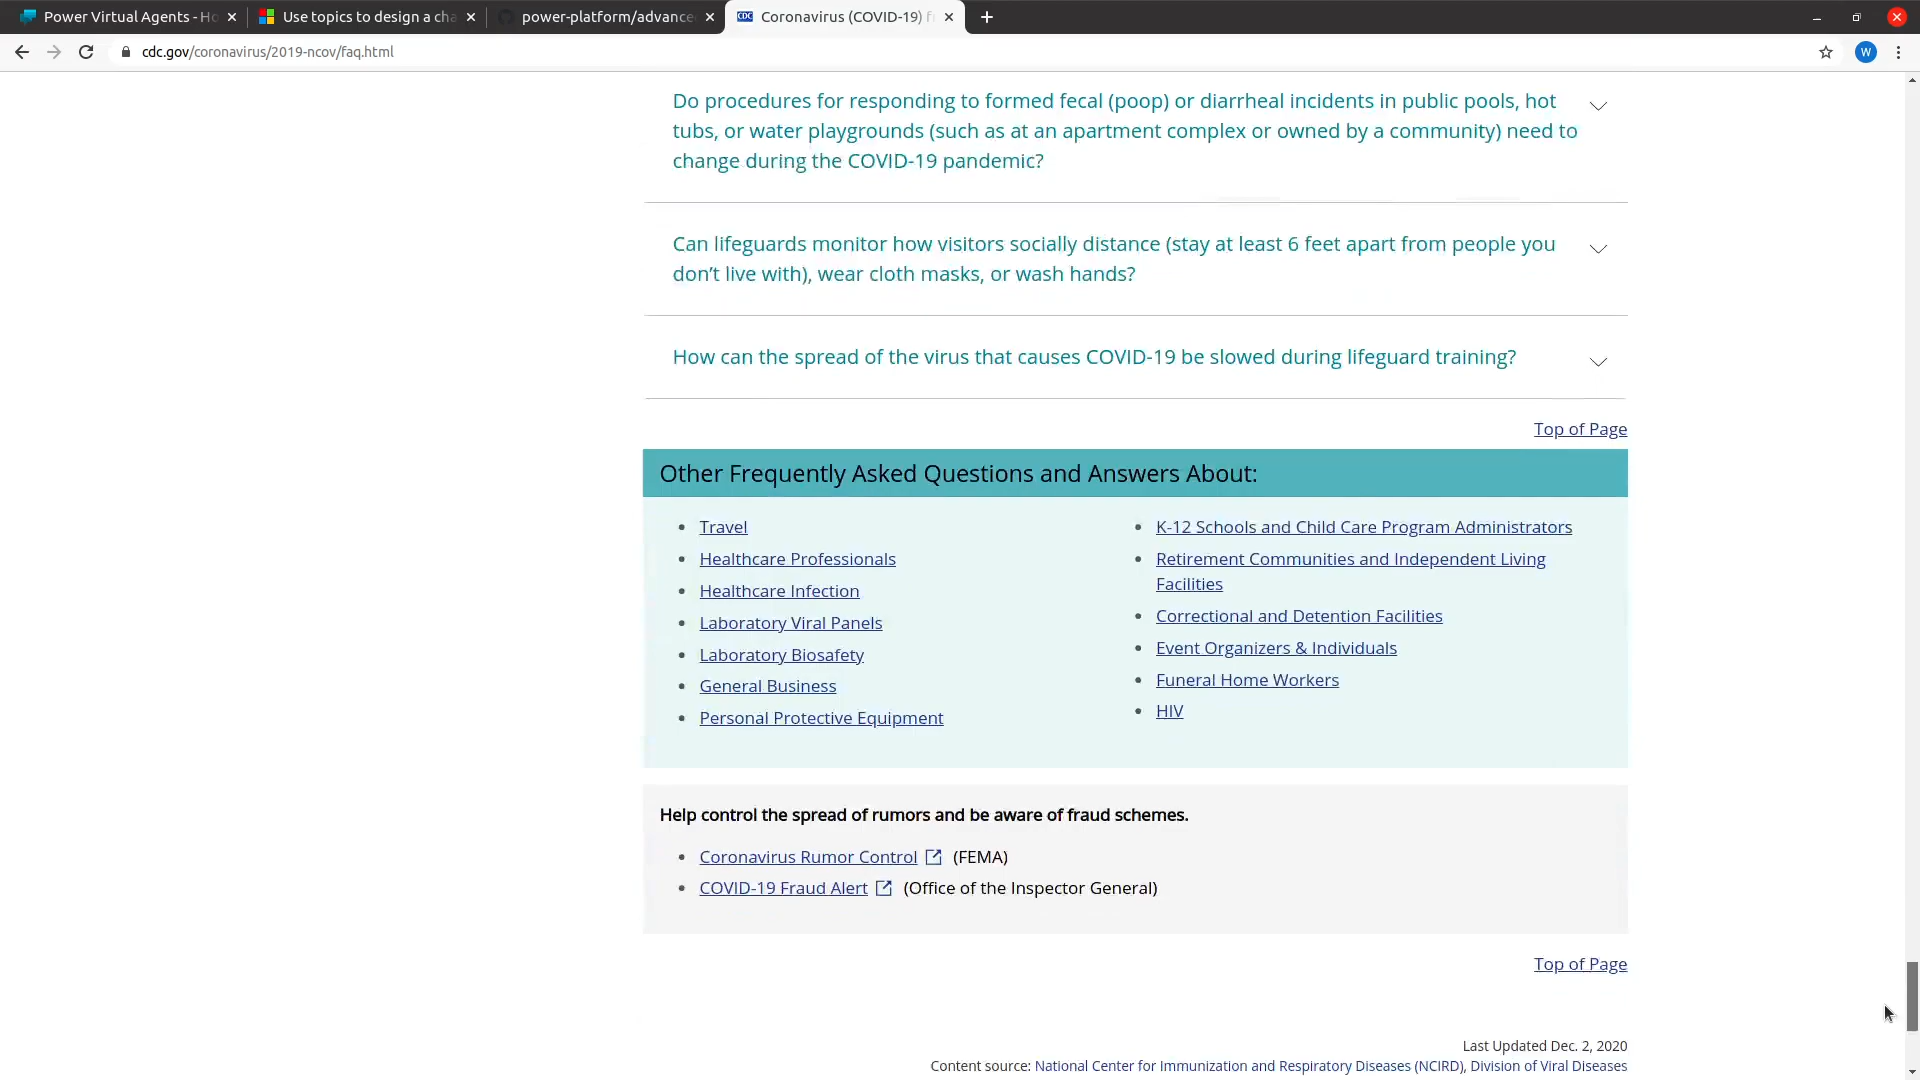 Power Virtual Agents - Ho
Use topics to design a cha
power-platform/advance
Coronavirus (COVID-19) f
cdc.gov/coronavirus/2019-ncov/faq.html
W
Do procedures for responding to formed fecal (poop) or diarrheal incidents in public pools, hot
tubs, or water playgrounds (such as at an apartment complex or owned by a community) need to
change during the COVID-19 pandemic?
Can lifeguards monitor how visitors socially distance (stay at least 6 feet apart from people you
don’t live with), wear cloth masks, or wash hands?
How can the spread of the virus that causes COVID-19 be slowed during lifeguard training?
Top of Page
Other Frequently Asked Questions and Answers About:
Travel
Healthcare Professionals
Healthcare Infection
Laboratory Viral Panels
Laboratory Biosafety
General Business
Personal Protective Equipment
K-12 Schools and Child Care Program Administrators
Retirement Communities and Independent Living
Facilities
Correctional and Detention Facilities
Event Organizers & Individuals
Funeral Home Workers
HIV
Help control the spread of rumors and be aware of fraud schemes.
Coronavirus Rumor Control (FEMA)
COVID-19 Fraud Alert (Office of the Inspector General)
Top of Page
Last Updated Dec. 2, 2020
Content source: National Center for Immunization and Respiratory Diseases (NCIRD), Division of Viral Diseases